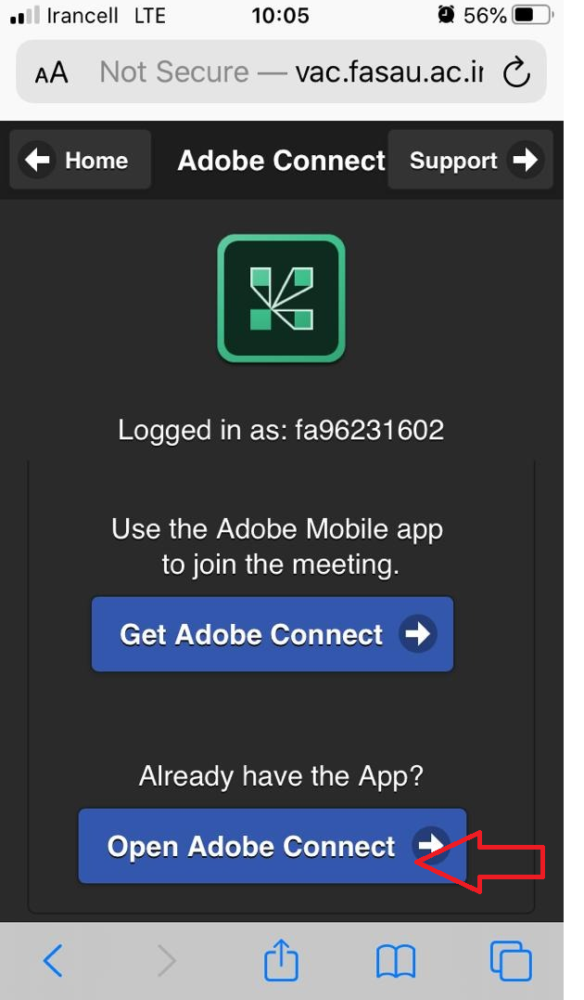 Irancell LTE 10:05 56%
AA Not Secure — vac.fasau.ac.ir
Home Adobe Connect Support
Logged in as: fa96231602
Use the Adobe Mobile app
to join the meeting.
Get Adobe Connect
Already have the App?
Open Adobe Connect